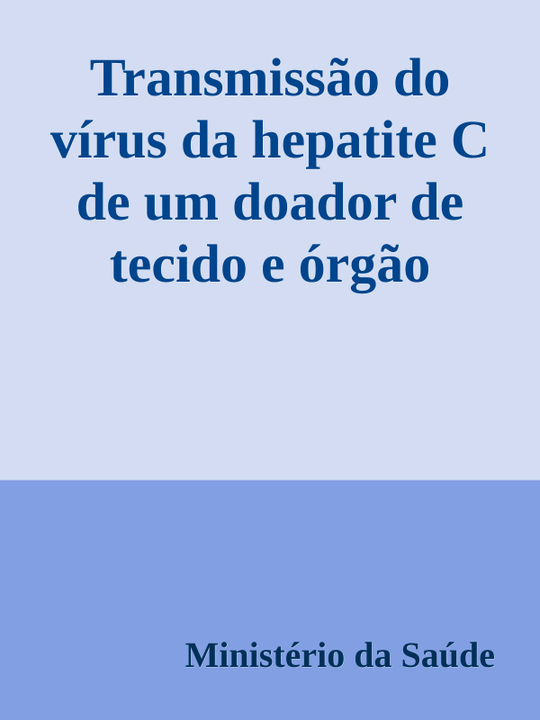 Transmissão do
vírus da hepatite C
de um doador de
tecido e órgão
Ministério da Saúde